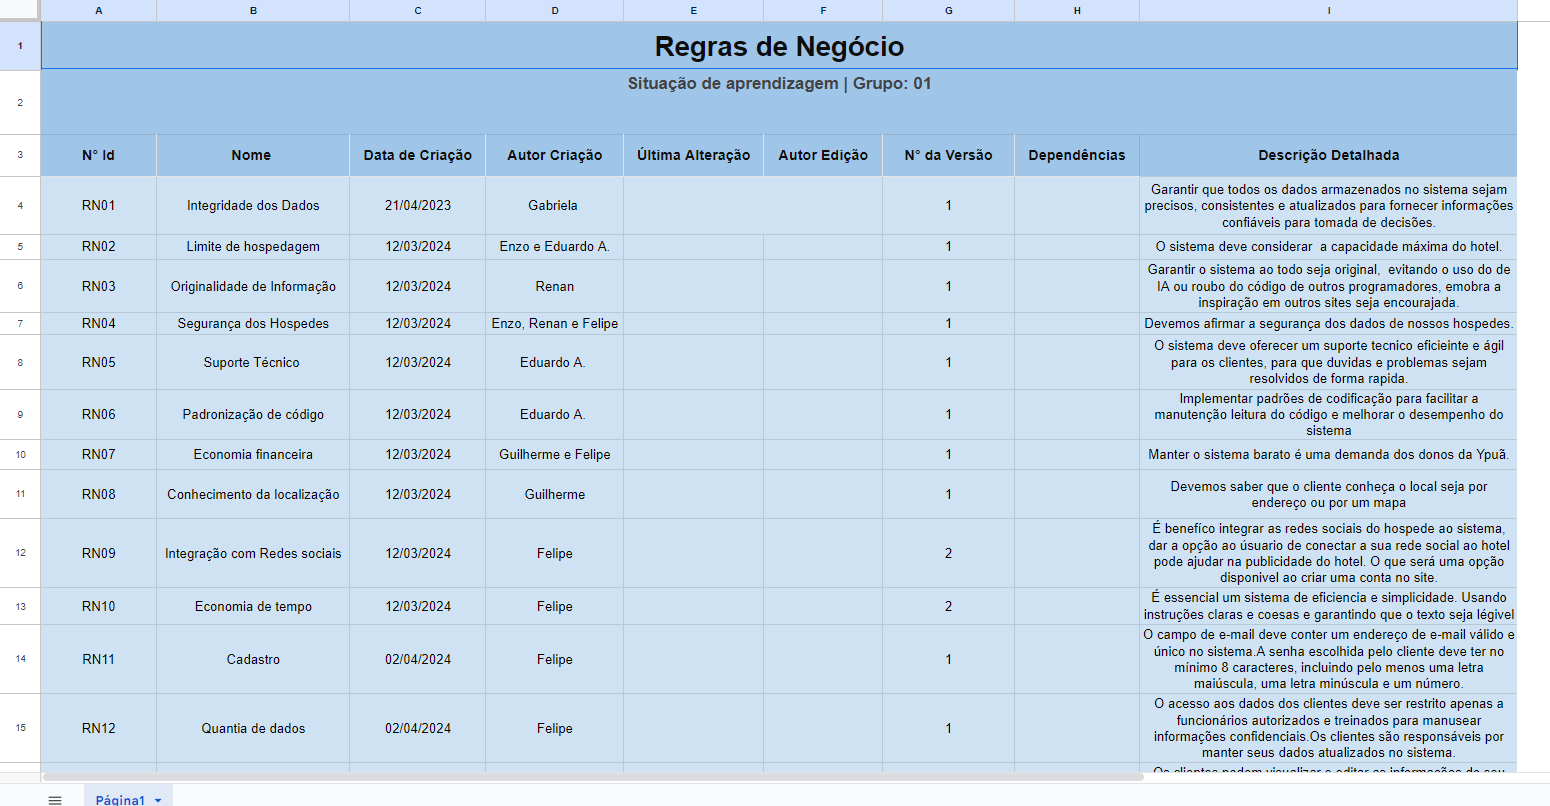 A B C D E F G H I
1 Regras de Negócio
2 Situação de aprendizagem | Grupo: 01
3 N° Id Nome Data de Criação Autor Criação Última Alteração Autor Edição N° da Versão Dependências Descrição Detalhada
4 RN01 Integridade dos Dados 21/04/2023 Gabriela 1 Garantir que todos os dados armazenados no sistema sejam
precisos, consistentes e atualizados para fornecer informações
confiáveis para tomada de decisões.
5 RN02 Limite de hospedagem 12/03/2024 Enzo e Eduardo A. 1 O sistema deve considerar  a capacidade máxima do hotel.
6 RN03 Originalidade de Informação 12/03/2024 Renan 1 Garantir o sistema ao todo seja original,  evitando o uso do de
IA ou roubo do código de outros programadores, emobra a
inspiração em outros sites seja encourajada.
7 RN04 Segurança dos Hospedes 12/03/2024 Enzo, Renan e Felipe 1 Devemos afirmar a segurança dos dados de nossos hospedes.
8 RN05 Suporte Técnico 12/03/2024 Eduardo A. 1 O sistema deve oferecer um suporte tecnico eficieinte e ágil
para os clientes, para que duvidas e problemas sejam
resolvidos de forma rapida.
9 RN06 Padronização de código 12/03/2024 Eduardo A. 1 Implementar padrões de codificação para facilitar a
manutenção leitura do código e melhorar o desempenho do
sistema
10 RN07 Economia financeira 12/03/2024 Guilherme e Felipe 1 Manter o sistema barato é uma demanda dos donos da Ypuã.
11 RN08 Conhecimento da localização 12/03/2024 Guilherme 1 Devemos saber que o cliente conheça o local seja por
endereço ou por um mapa
12 RN09 Integração com Redes sociais 12/03/2024 Felipe 2 É benefíco integrar as redes sociais do hospede ao sistema,
dar a opção ao úsuario de conectar a sua rede social ao hotel
pode ajudar na publicidade do hotel. O que será uma opção
disponivel ao criar uma conta no site.
13 RN10 Economia de tempo 12/03/2024 Felipe 2 É essencial um sistema de eficiencia e simplicidade. Usando
instruções claras e coesas e garantindo que o texto seja légivel
14 RN11 Cadastro 02/04/2024 Felipe 1 O campo de e-mail deve conter um endereço de e-mail válido e
único no sistema.A senha escolhida pelo cliente deve ter no
mínimo 8 caracteres, incluindo pelo menos uma letra
maiúscula, uma letra minúscula e um número.
15 RN12 Quantia de dados 02/04/2024 Felipe 1 O acesso aos dados dos clientes deve ser restrito apenas a
funcionários autorizados e treinados para manusear
informações confidenciais.Os clientes são responsáveis por
manter seus dados atualizados no sistema.
Os clientes podem visualizar e editar as informações do seu
Página1